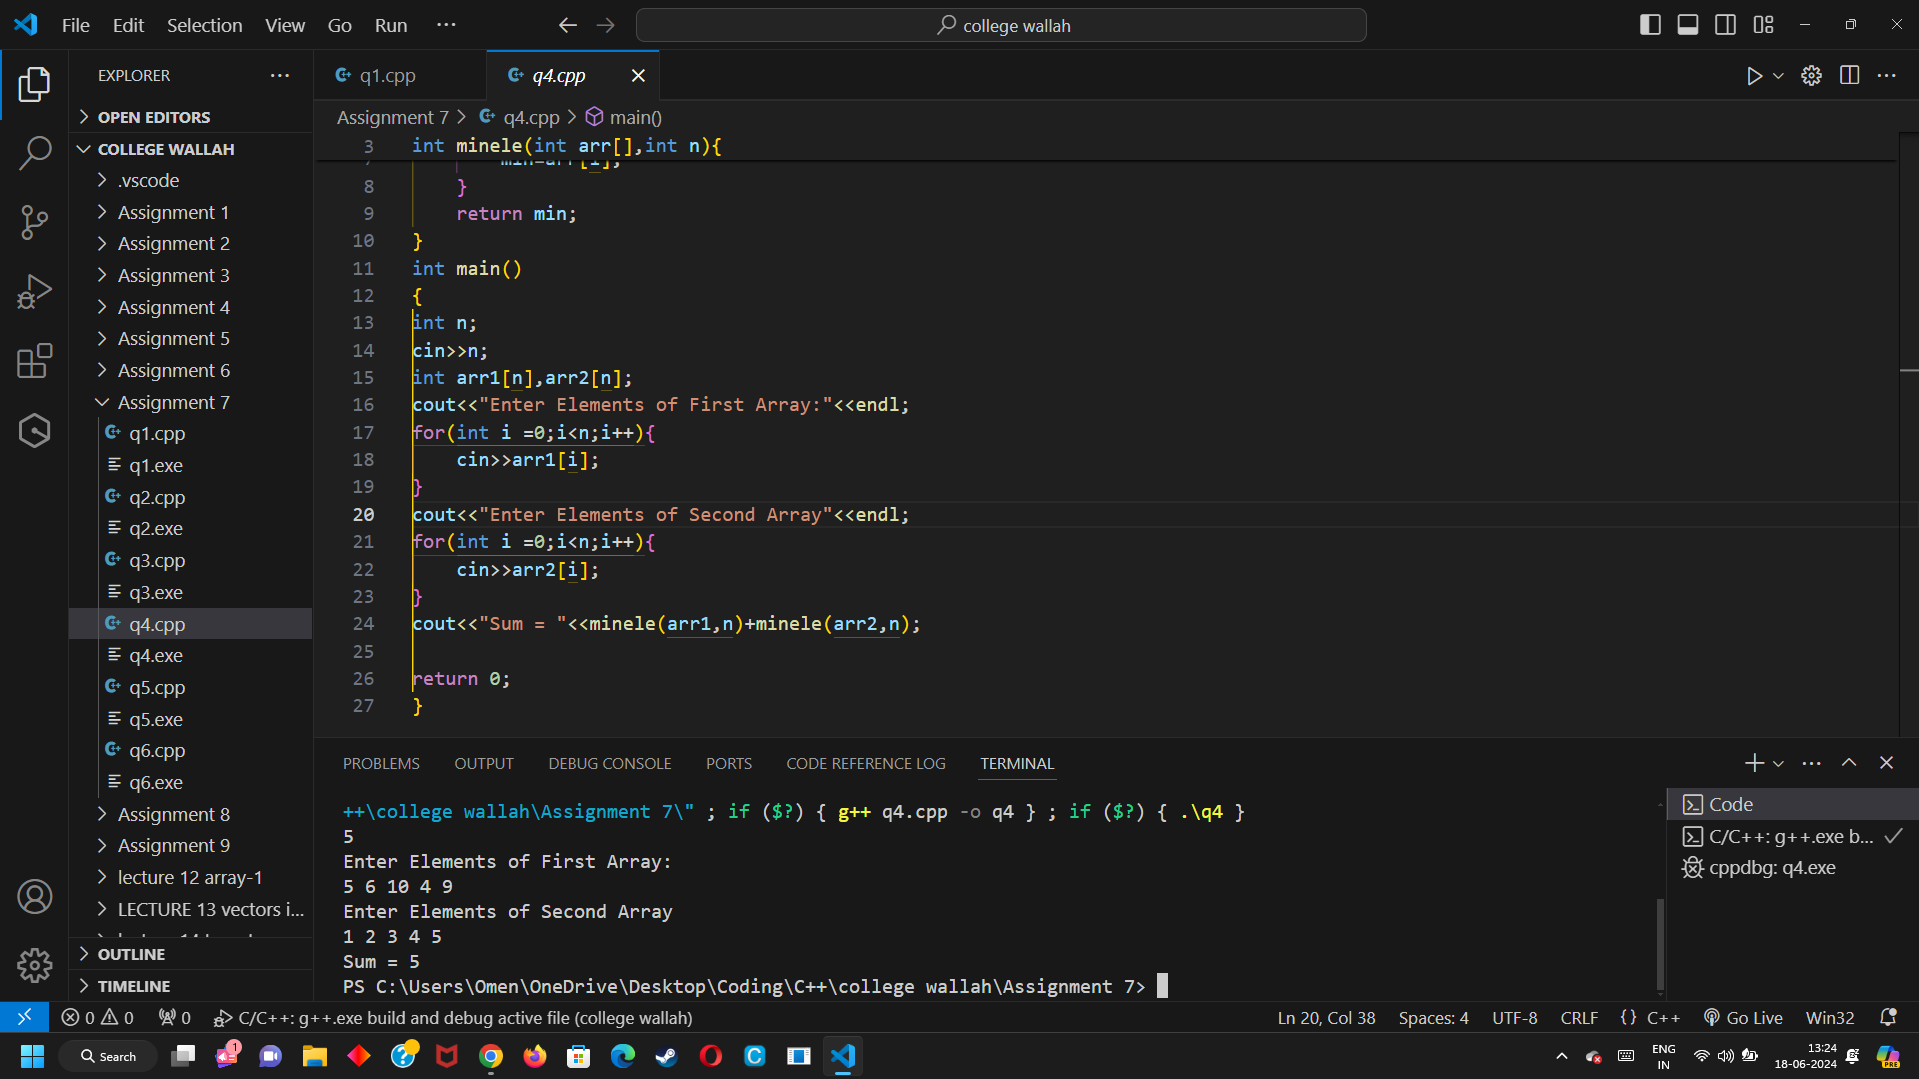 File Edit Selection View Go Run ···
college wallah
EXPLORER ···
OPEN EDITORS
COLLEGE WALLAH
.vscode
Assignment 1
Assignment 2
Assignment 3
Assignment 4
Assignment 5
Assignment 6
Assignment 7
q1.cpp
q1.exe
q2.cpp
q2.exe
q3.cpp
q3.exe
q4.cpp
q4.exe
q5.cpp
q5.exe
q6.cpp
q6.exe
Assignment 8
Assignment 9
lecture 12 array-1
LECTURE 13 vectors i...
OUTLINE
TIMELINE
q1.cpp q4.cpp
Assignment 7 > q4.cpp > main()
3 int minele(int arr[],int n){
7 min=arr[i];
8 }
9 return min;
10 }
11 int main()
12 {
13 int n;
14 cin>>n;
15 int arr1[n],arr2[n];
16 cout<<"Enter Elements of First Array:"<<endl;
17 for(int i =0;i<n;i++){
18 cin>>arr1[i];
19 }
20 cout<<"Enter Elements of Second Array"<<endl;
21 for(int i =0;i<n;i++){
22 cin>>arr2[i];
23 }
24 cout<<"Sum = "<<minele(arr1,n)+minele(arr2,n);
25
26 return 0;
27 }
PROBLEMS OUTPUT DEBUG CONSOLE PORTS CODE REFERENCE LOG TERMINAL
++\college wallah\Assignment 7\" ; if ($?) { g++ q4.cpp -o q4 } ; if ($?) { .\q4 }
5
Enter Elements of First Array:
5 6 10 4 9
Enter Elements of Second Array
1 2 3 4 5
Sum = 5
PS C:\Users\Omen\OneDrive\Desktop\Coding\C++\college wallah\Assignment 7>
Code
C/C++: g++.exe b...
cppdbg: q4.exe
0 0 0 C/C++: g++.exe build and debug active file (college wallah)
Ln 20, Col 38 Spaces: 4 UTF-8 CRLF {} C++ Go Live Win32
Search
1
ENG
IN
13:24
18-06-2024
PRE